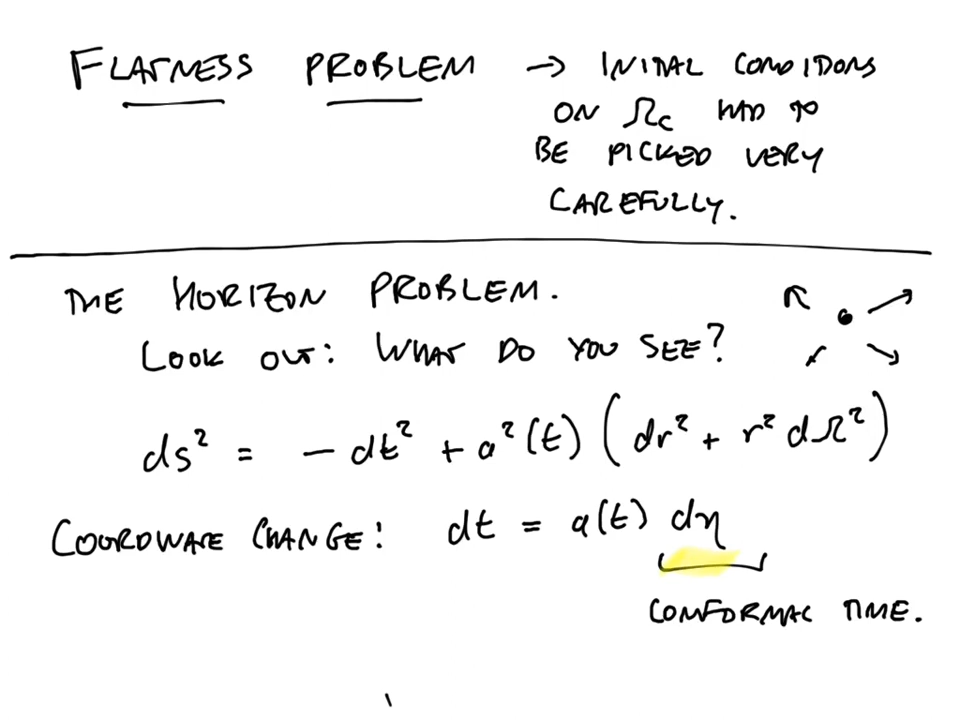 FLATNESS PROBLEM → INITIAL CONDITIONS
ON Ω_c HAD TO
BE PICKED VERY
CAREFULLY.
THE HORIZON PROBLEM.
LOOK OUT: WHAT DO YOU SEE?
ds² = - dt² + a²(t) (dr² + r² dΩ²)
COORDINATE CHANGE: dt = a(t) dη
CONFORMAL TIME.